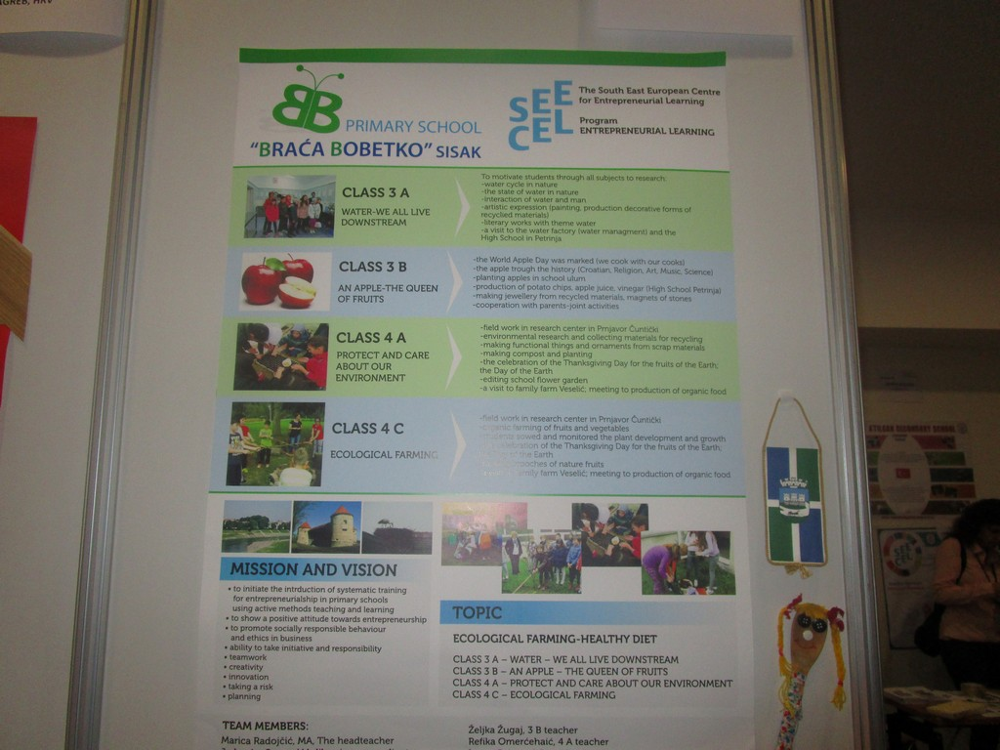 AGREB, HRV
BB
PRIMARY SCHOOL
"BRAĆA BOBETKO" SISAK
SEE
CEL
The South East European Centre
for Entrepreneurial Learning
Program
ENTREPRENEURIAL LEARNING
CLASS 3 A
WATER-WE ALL LIVE
DOWNSTREAM
To motivate students through all subjects to research:
-water cycle in nature
-the state of water in nature
-interaction of water and man
-artistic expression (painting, production decorative forms of
recyclied materials)
-literary works with theme water
-a visit to the water factory (water managment) and the
High School in Petrinja
CLASS 3 B
AN APPLE-THE QUEEN
OF FRUITS
-the World Apple Day was marked (we cook with our cooks)
-the apple trough the history (Croatian, Religion, Art, Music, Science)
-planting apples in school ulum
-production of potato chips, apple juice, vinegar (High School Petrinja)
-making jewellery from recycled materials, magnets of stones
-cooperation with parents-joint activities
CLASS 4 A
PROTECT AND CARE
ABOUT OUR
ENVIRONMENT
-field work in research center in Prnjavor Čuntički
-environmental research and collecting materials for recycling
-making functional things and ornaments from scrap materials
-making compost and planting
-the celebration of the Thanksgiving Day for the fruits of the Earth;
the Day of the Earth
-editing school flower garden
-a visit to family farm Veselić; meeting to production of organic food
CLASS 4 C
ECOLOGICAL FARMING
-field work in research center in Prnjavor Čuntički
-organic farming of fruits and vegetables
sowed and monitored the plant development and growth
celebration of the Thanksgiving Day for the fruits of the Earth;
of the Earth
of nature fruits
family farm Veselić; meeting to production of organic food
MISSION AND VISION
• to initiate the intrduction of systematic training
for entrepreneurialship in primary schools
using active methods teaching and learning
• to show a positive attitude towards entrepreneurship
• to promote socially responsible behaviour
and ethics in business
• ability to take initiative and responsibility
• teamwork
• creativity
• innovation
• taking a risk
• planning
TOPIC
ECOLOGICAL FARMING-HEALTHY DIET
CLASS 3 A – WATER – WE ALL LIVE DOWNSTREAM
CLASS 3 B – AN APPLE – THE QUEEN OF FRUITS
CLASS 4 A – PROTECT AND CARE ABOUT OUR ENVIRONMENT
CLASS 4 C – ECOLOGICAL FARMING
TEAM MEMBERS:
Marica Radojčić, MA, The headteacher
Željka Žugaj, 3 B teacher
Refika Omerćehaić, 4 A teacher
SECONDARY SCHOOL
SEE
CEL